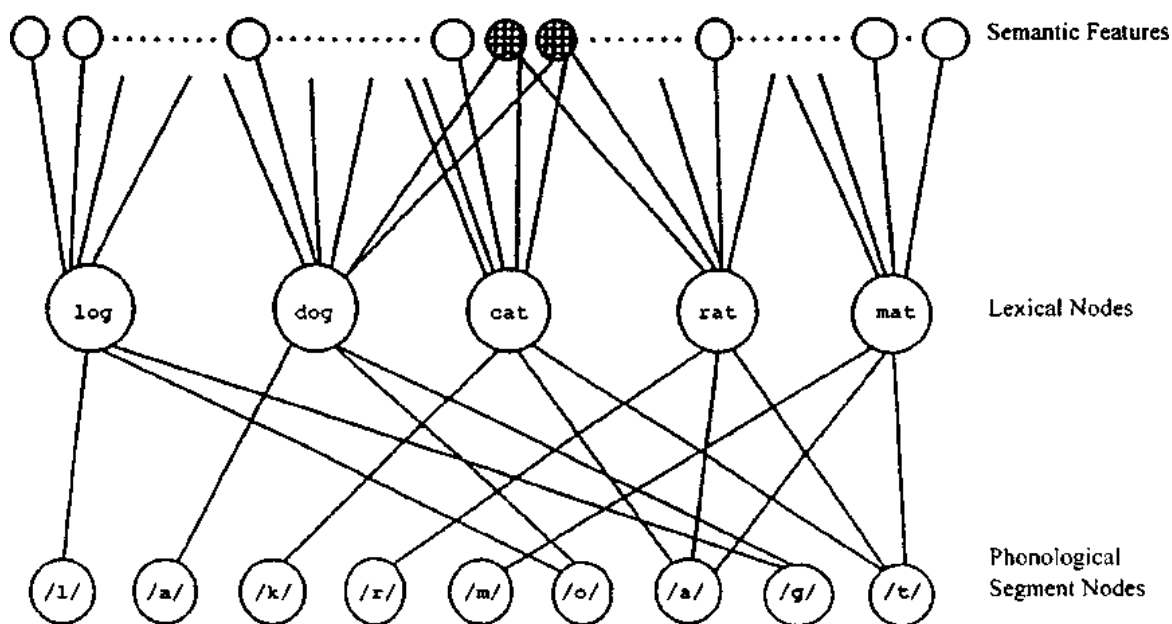 Semantic Features
log dog cat rat mat Lexical Nodes
Phonological
Segment Nodes
/l/ /a/ /k/ /r/ /m/ /o/ /a/ /g/ /t/